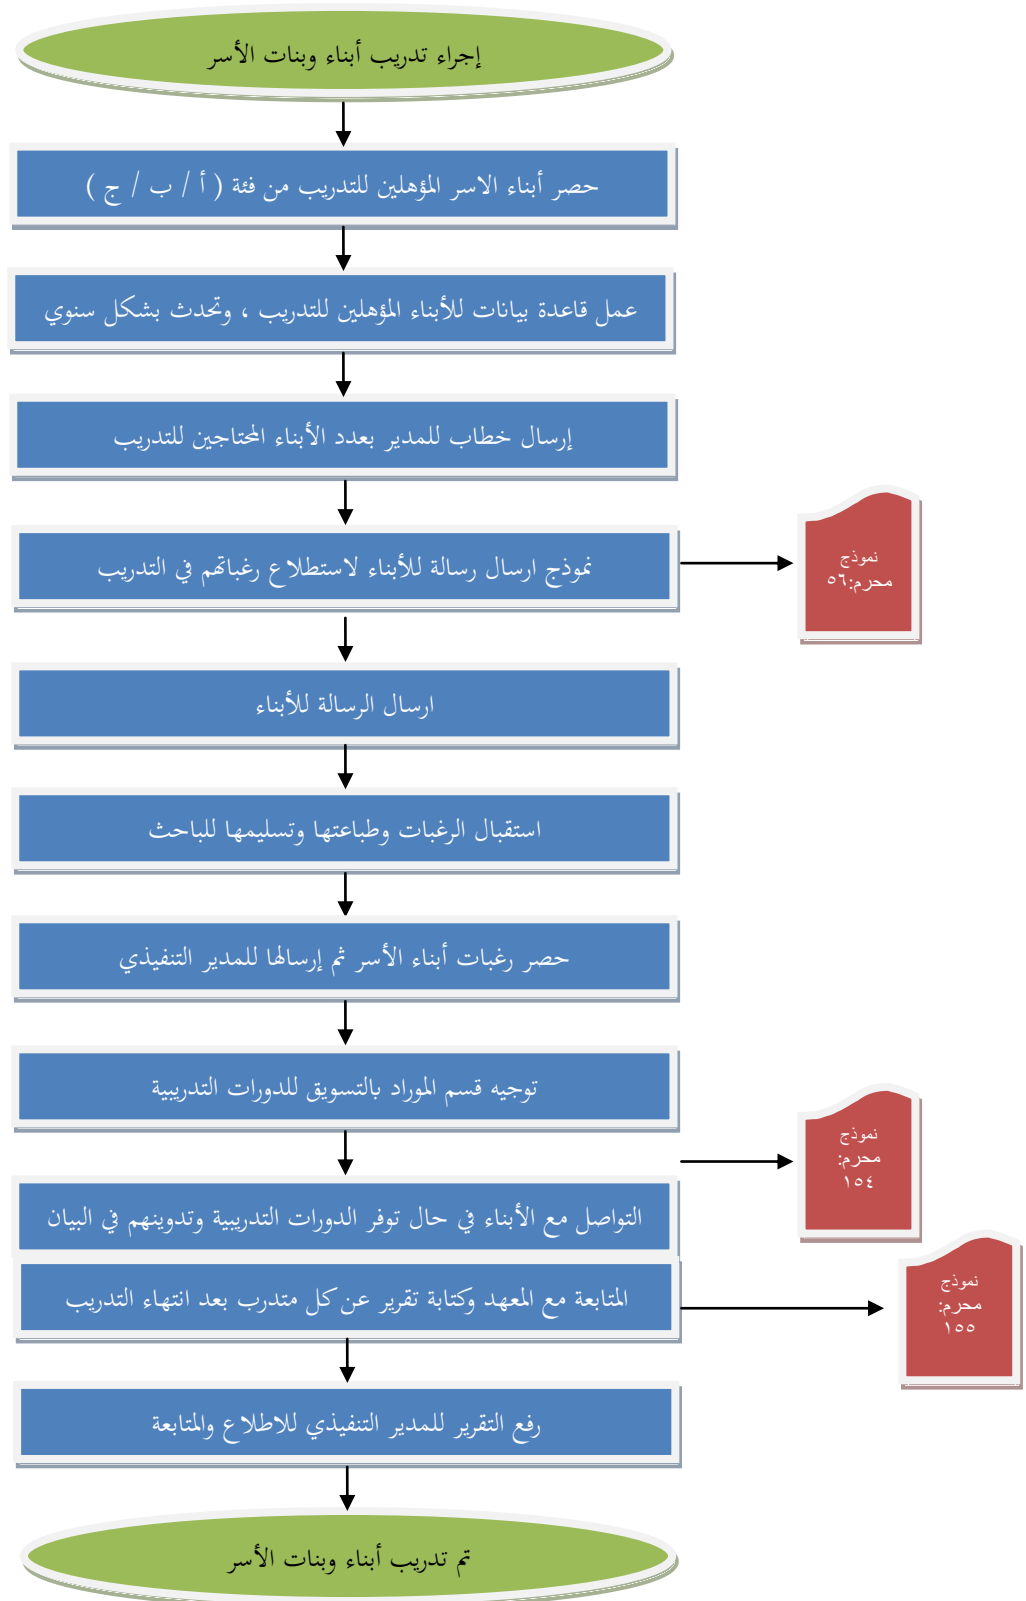 إجراء تدريب أبناء وبنات الأسر
حصر أبناء الاسر المؤهلين للتدريب من فئة ( أ / ب / ج )
عمل قاعدة بيانات للأبناء المؤهلين للتدريب ، وتحدث بشكل سنوي
إرسال خطاب للمدير بعدد الأبناء المحتاجين للتدريب
نموذج ارسال رسالة للأبناء لاستطلاع رغباتهم في التدريب
نموذج
محرم:٥٦
ارسال الرسالة للأبناء
استقبال الرغبات وطباعتها وتسليمها للباحث
حصر رغبات أبناء الأسر ثم إرسالها للمدير التنفيذي
توجيه قسم الموراد بالتسويق للدورات التدريبية
نموذج
محرم:
١٥٤
التواصل مع الأبناء في حال توفر الدورات التدريبية وتدوينهم في البيان
المتابعة مع المعهد وكتابة تقرير عن كل متدرب بعد انتهاء التدريب
نموذج
محرم:
١٥٥
رفع التقرير للمدير التنفيذي للاطلاع والمتابعة
تم تدريب أبناء وبنات الأسر